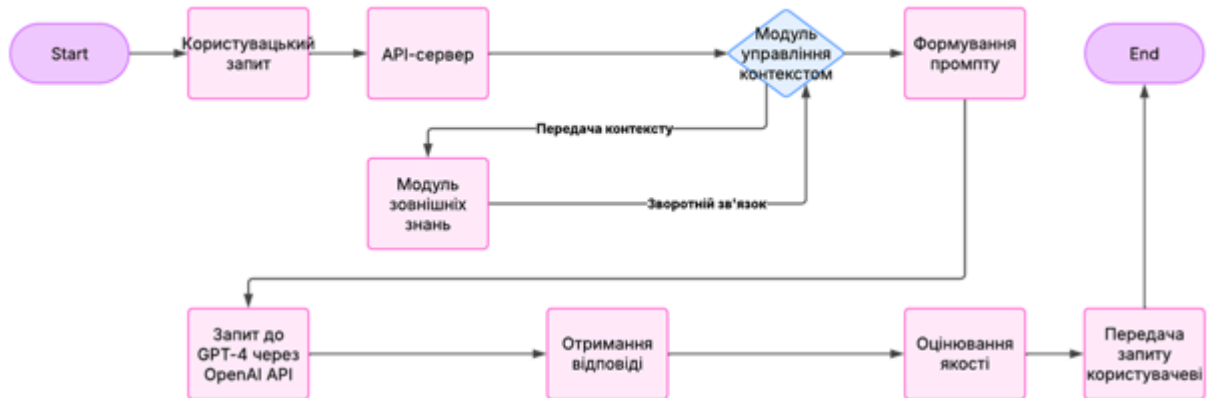 Start
Користувацький
запит
API-сервер
Модуль
управління
контекстом
Формування
промпту
End
Передача контексту
Модуль
зовнішніх
знань
Зворотній зв'язок
Запит до
GPT-4 через
OpenAI API
Отримання
відповіді
Оцінювання
якості
Передача
запиту
користувачеві